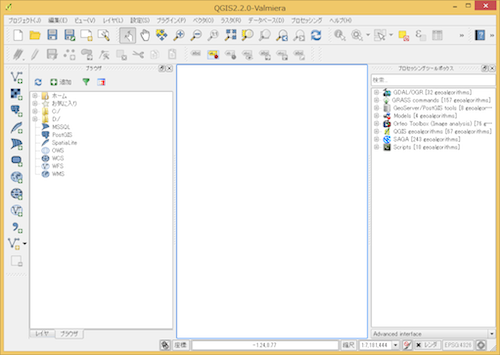 QGIS2.2.0-Valmiera
プロジェクト(J) 編集(E) ビュー(V) レイヤ(L) 設定(S) プラグイン(P) ベクタ(O) ラスタ(R) データベース(D) プロセッシング ヘルプ(H)
ブラウザ
追加
ホーム
お気に入り
C:/
D:/
MSSQL
PostGIS
SpatiaLite
OWS
WCS
WFS
WMS
レイヤ ブラウザ
プロセッシングツールボックス
検索...
GDAL/OGR [33 geoalgorithms]
GRASS commands [157 geoalgorithms]
GeoServer/PostGIS tools [9 geoalgo...
Models [4 geoalgorithms]
Orfeo Toolbox (Image analysis) [76 g...
QGIS geoalgorithms [67 geoalgorithms]
SAGA [243 geoalgorithms]
Scripts [18 geoalgorithms]
Advanced interface
座標 -1.24,0.77 縮尺 1:7,181,444 レンダ EPSG:4326